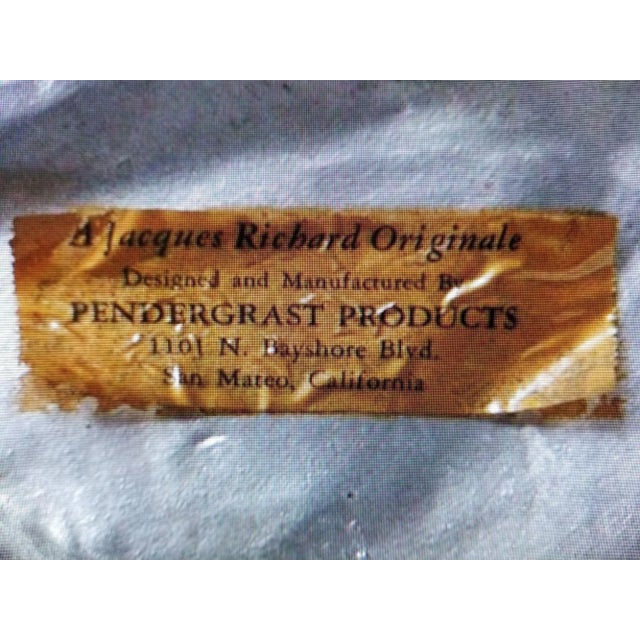 A Jacques Richard Originale
Designed and Manufactured By
PENDERGRAST PRODUCTS
1101 N. Bayshore Blvd.
San Mateo, California